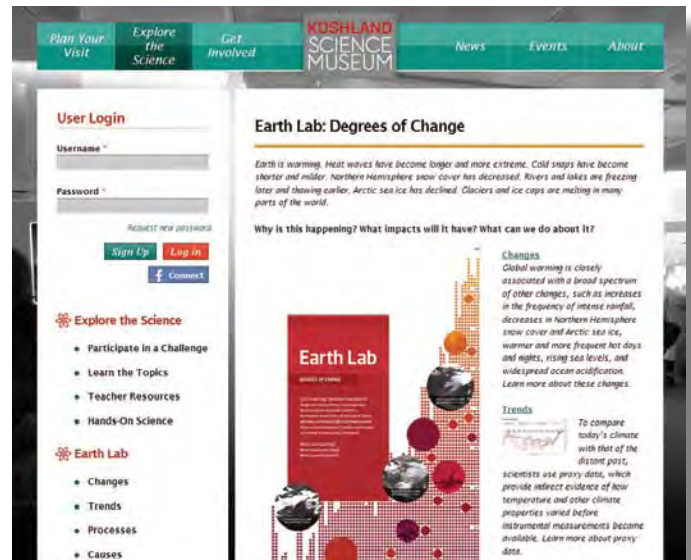 Plan Your
Visit
Explore
the
Science
Get
Involved
KOSHLAND
SCIENCE
MUSEUM
News
Events
About
User Login
Username *
Password *
Request new password
Sign Up
Log in
f Connect
Explore the Science
Participate in a Challenge
Learn the Topics
Teacher Resources
Hands-On Science
Earth Lab
Changes
Trends
Processes
Causes
Earth Lab: Degrees of Change
Earth is warming. Heat waves have become longer and more extreme. Cold snaps have become
shorter and milder. Northern Hemisphere snow cover has decreased. Rivers and lakes are freezing
later and thawing earlier. Arctic sea ice has declined. Glaciers and ice caps are melting in many
parts of the world.
Why is this happening? What impacts will it have? What can we do about it?
Earth Lab
DEGREES OF CHANGE
Changes
Global warming is closely
associated with a broad spectrum
of other changes, such as increases
in the frequency of intense rainfall,
decreases in Northern Hemisphere
snow cover and Arctic sea ice,
warmer and more frequent hot days
and nights, rising sea levels, and
widespread ocean acidification.
Learn more about these changes.
Trends
To compare
today's climate
with that of the
distant past,
scientists use proxy data, which
provide indirect evidence of how
temperature and other climate
properties varied before
instrumental measurements became
available. Learn more about proxy
data.